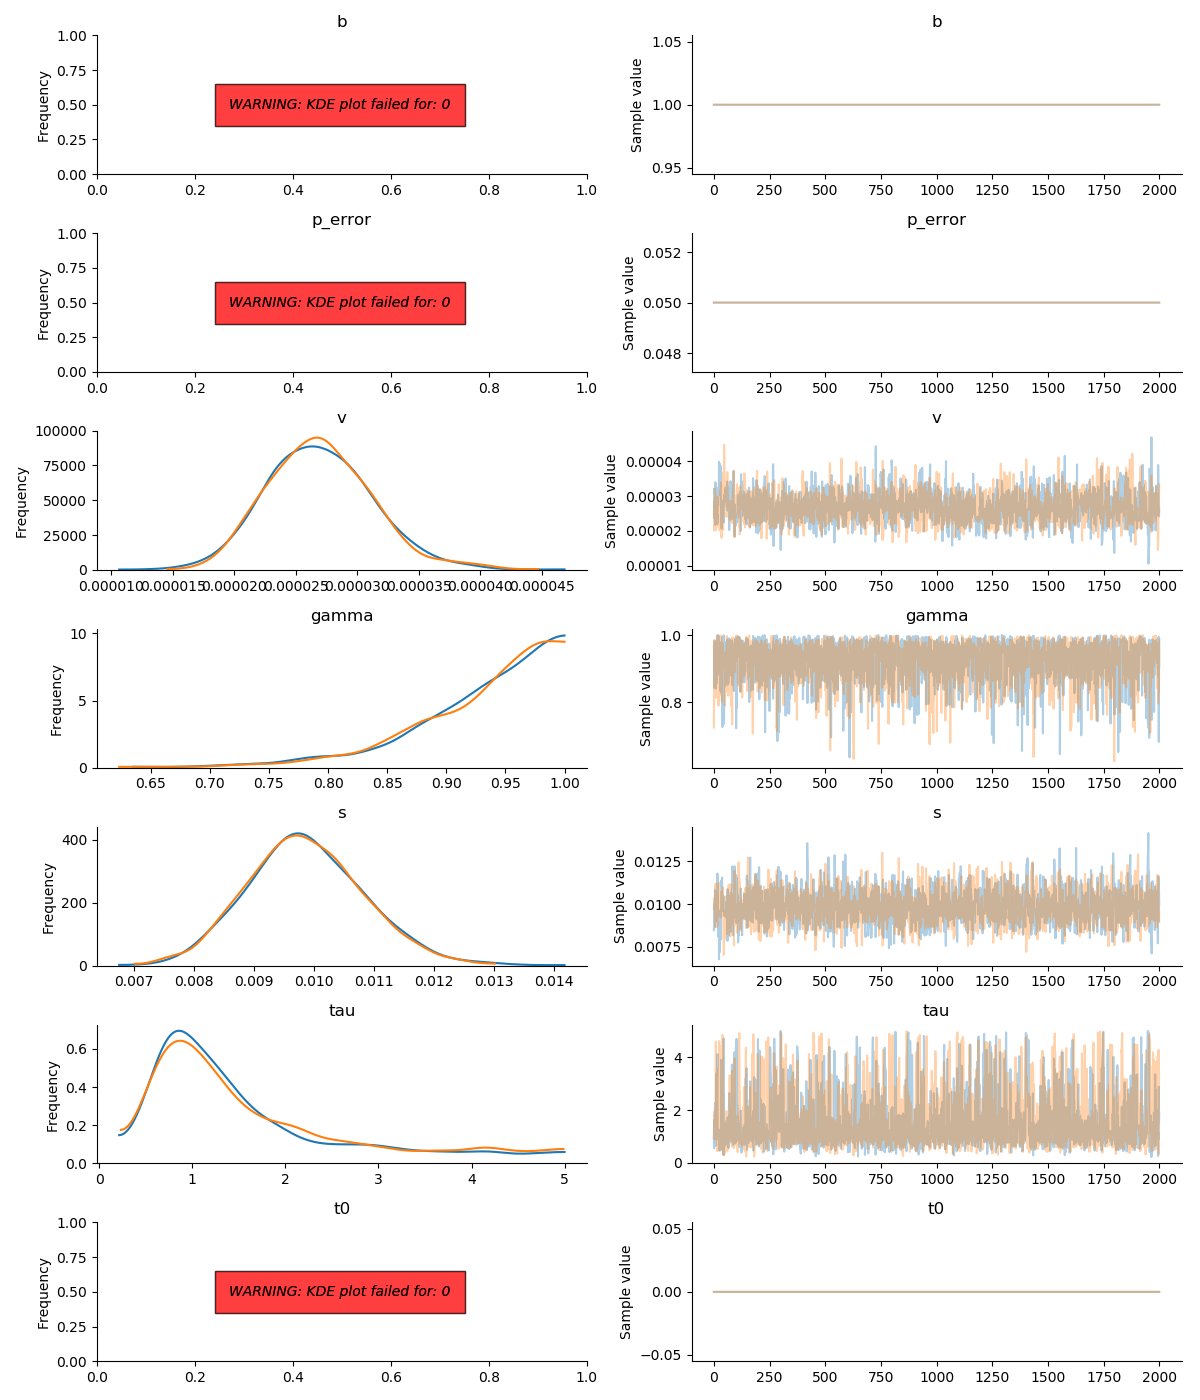 b
b
1.00
0.75
0.50
0.25
0.00
Frequency
WARNING: KDE plot failed for: 0
0.0 0.2 0.4 0.6 0.8 1.0
1.05
1.00
0.95
Sample value
0 250 500 750 1000 1250 1500 1750 2000
p_error
p_error
1.00
0.75
0.50
0.25
0.00
Frequency
WARNING: KDE plot failed for: 0
0.0 0.2 0.4 0.6 0.8 1.0
0.052
0.050
0.048
Sample value
0 250 500 750 1000 1250 1500 1750 2000
v
v
100000
75000
50000
25000
0
Frequency
0.000010 0.000015 0.000020 0.000025 0.000030 0.000035 0.000040 0.000045
0.00004
0.00003
0.00002
0.00001
Sample value
0 250 500 750 1000 1250 1500 1750 2000
gamma
gamma
10
5
0
Frequency
0.65 0.70 0.75 0.80 0.85 0.90 0.95 1.00
1.0
0.8
Sample value
0 250 500 750 1000 1250 1500 1750 2000
s
s
400
200
0
Frequency
0.007 0.008 0.009 0.010 0.011 0.012 0.013 0.014
0.0125
0.0100
0.0075
Sample value
0 250 500 750 1000 1250 1500 1750 2000
tau
tau
0.6
0.4
0.2
0.0
Frequency
0 1 2 3 4 5
4
2
0
Sample value
0 250 500 750 1000 1250 1500 1750 2000
t0
t0
1.00
0.75
0.50
0.25
0.00
Frequency
WARNING: KDE plot failed for: 0
0.0 0.2 0.4 0.6 0.8 1.0
0.05
0.00
−0.05
Sample value
0 250 500 750 1000 1250 1500 1750 2000